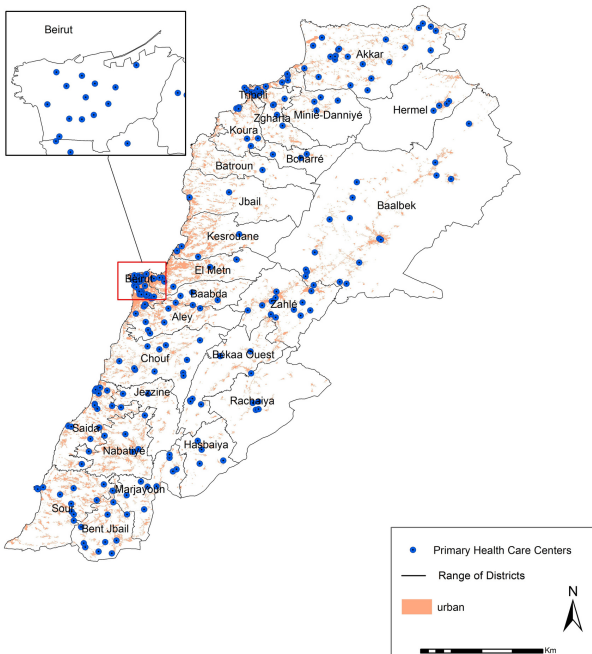 Beirut
Akkar
Tripoli
Hermel
Zgharta
Minié-Danniyé
Koura
Bcharré
Batroun
Jbail
Baalbek
Kesrouane
El Metn
Beirut
Baabda
Zahlé
Aley
Chouf
Békaa Ouest
Jezzine
Rachaiya
Saida
Hasbaiya
Nabatiyé
Marjayoun
Sour
Bent Jbail
Primary Health Care Centers
Range of Districts
urban
N
Km